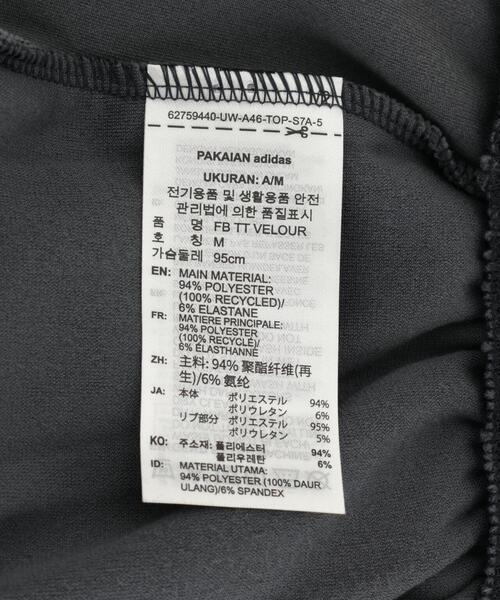 62759440-UW-A46-TOP-S7A-5
PAKAIAN adidas
UKURAN: A/M
전기용품 및 생활용품 안전
관리법에 의한 품질표시
품 명 FB TT VELOUR
호 칭 M
가슴둘레 95cm
EN: MAIN MATERIAL:
94% POLYESTER
(100% RECYCLED)/
6% ELASTANE
FR: MATIERE PRINCIPALE:
94% POLYESTER
(100% RECYCLÉ)/
6% ÉLASTHANNE
ZH: 主料: 94% 聚酯纤维(再
生)/6% 氨纶
JA: 本体 ポリエステル 94%
ポリウレタン 6%
リブ部分 ポリエステル 95%
ポリウレタン 5%
KO: 주소재: 폴리에스터 94%
폴리우레탄 6%
ID: MATERIAL UTAMA:
94% POLYESTER (100% DAUR
ULANG)/6% SPANDEX